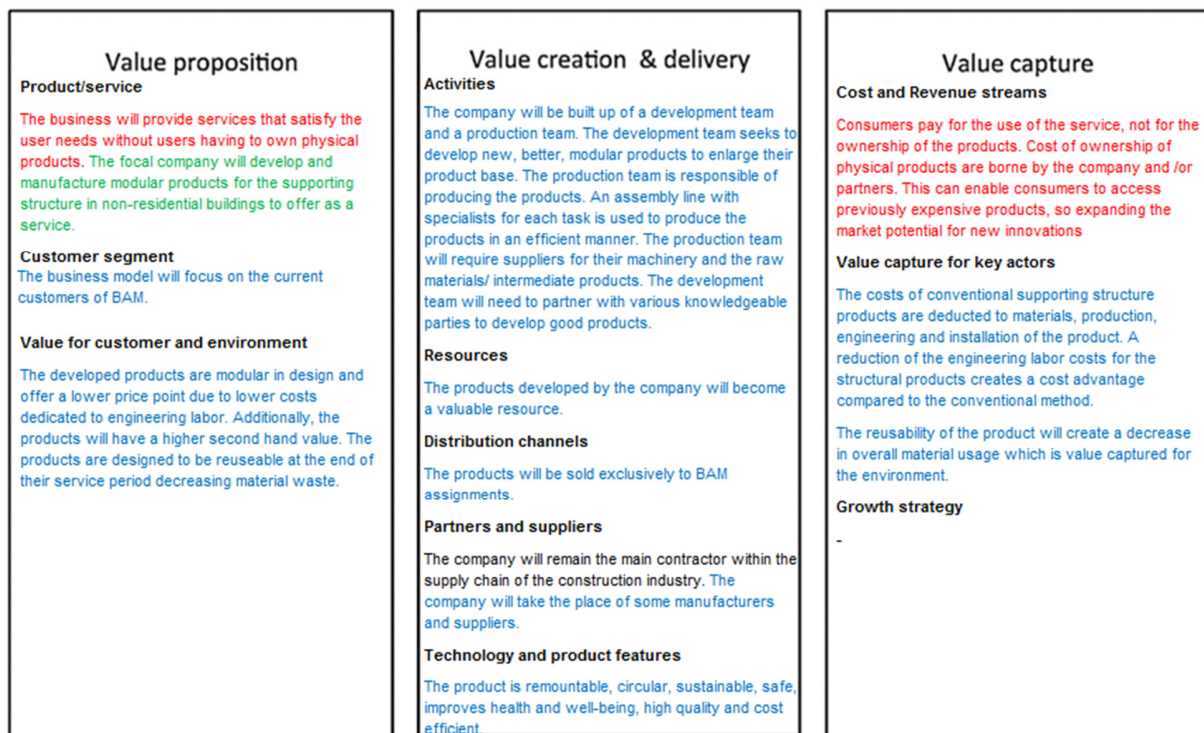 Value proposition
Product/service
The business will provide services that satisfy the
user needs without users having to own physical
products. The focal company will develop and
manufacture modular products for the supporting
structure in non-residential buildings to offer as a
service.
Customer segment
The business model will focus on the current
customers of BAM.
Value for customer and environment
The developed products are modular in design and
offer a lower price point due to lower costs
dedicated to engineering labor. Additionally, the
products will have a higher second hand value. The
products are designed to be reuseable at the end of
their service period decreasing material waste.
Value creation & delivery
Activities
The company will be built up of a development team
and a production team. The development team seeks to
develop new, better, modular products to enlarge their
product base. The production team is responsible of
producing the products. An assembly line with
specialists for each task is used to produce the
products in an efficient manner. The production team
will require suppliers for their machinery and the raw
materials/ intermediate products. The development
team will need to partner with various knowledgeable
parties to develop good products.
Resources
The products developed by the company will become
a valuable resource.
Distribution channels
The products will be sold exclusively to BAM
assignments.
Partners and suppliers
The company will remain the main contractor within the
supply chain of the construction industry. The
company will take the place of some manufacturers
and suppliers.
Technology and product features
The product is remountable, circular, sustainable, safe,
improves health and well-being, high quality and cost
efficient.
Value capture
Cost and Revenue streams
Consumers pay for the use of the service, not for the
ownership of the products. Cost of ownership of
physical products are borne by the company and /or
partners. This can enable consumers to access
previously expensive products, so expanding the
market potential for new innovations
Value capture for key actors
The costs of conventional supporting structure
products are deducted to materials, production,
engineering and installation of the product. A
reduction of the engineering labor costs for the
structural products creates a cost advantage
compared to the conventional method.
The reusability of the product will create a decrease
in overall material usage which is value captured for
the environment.
Growth strategy
-